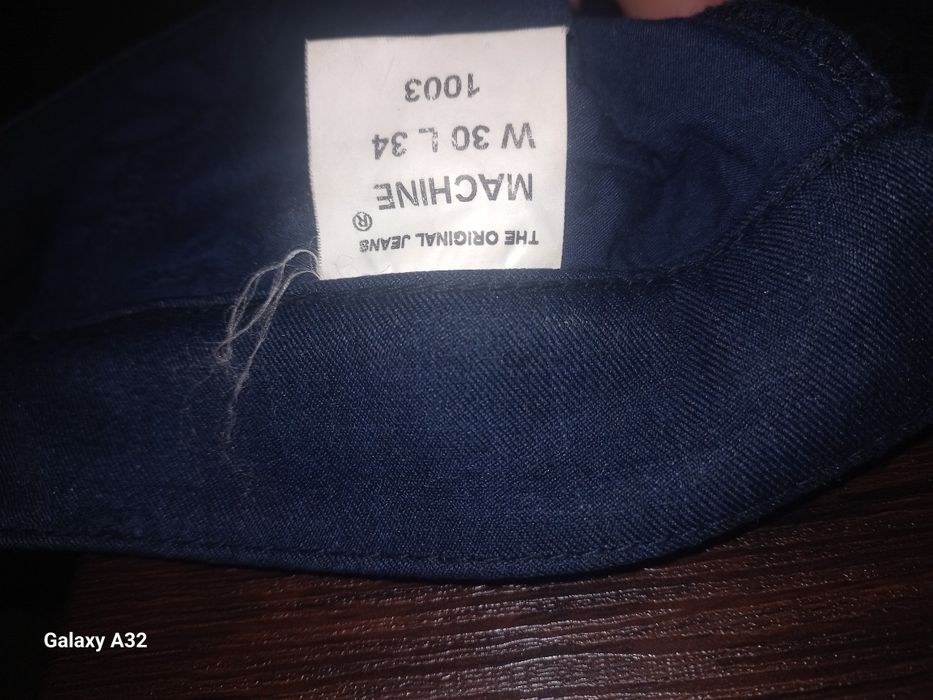 THE ORIGINAL JEANS
MACHINE ®
W 30 L 34
1003
Galaxy A32